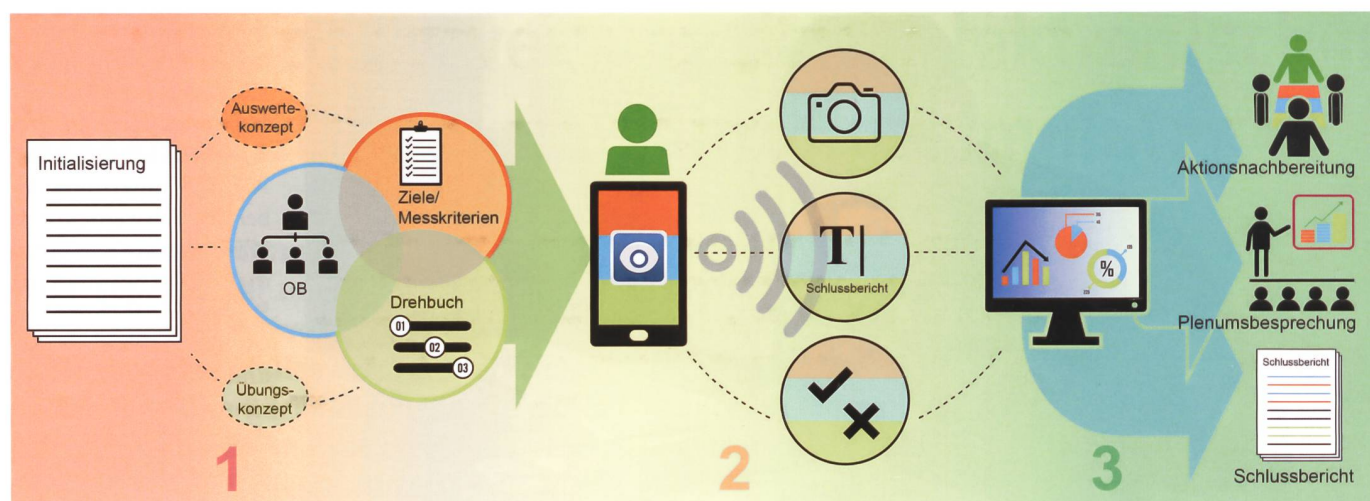 Initialisierung
Auswerte-
konzept
Ziele/
Messkriterien
OB
Drehbuch
01
02
03
Übungs-
konzept
1
T|
Schlussbericht
2
%
3
Aktionsnachbereitung
Plenumsbesprechung
Schlussbericht
Schlussbericht